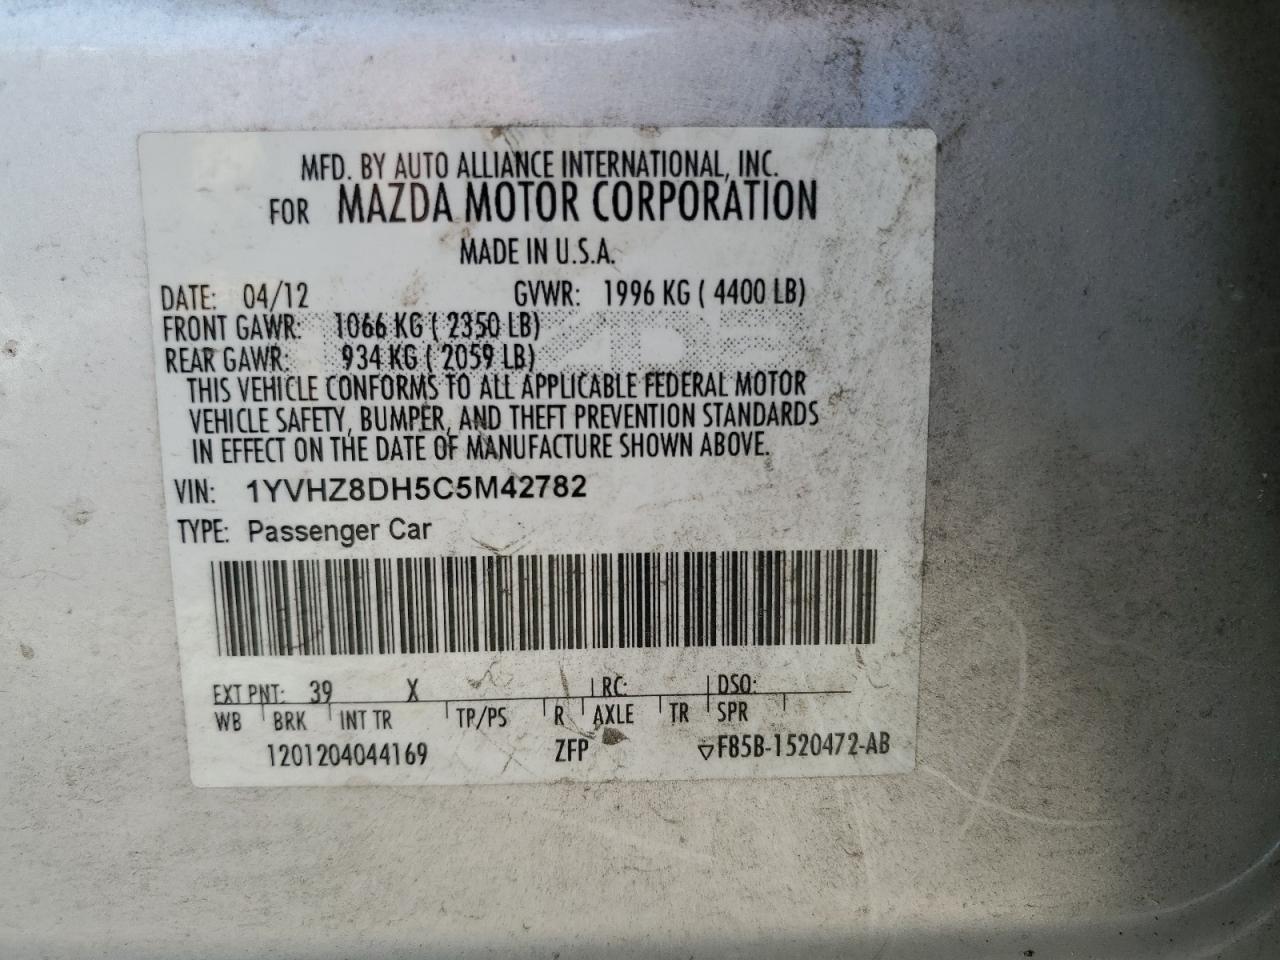 MFD. BY AUTO ALLIANCE INTERNATIONAL, INC.
FOR MAZDA MOTOR CORPORATION
MADE IN U.S.A.
DATE: 04/12 GVWR: 1996 KG ( 4400 LB)
FRONT GAWR: 1066 KG ( 2350 LB)
REAR GAWR: 934 KG ( 2059 LB)
THIS VEHICLE CONFORMS TO ALL APPLICABLE FEDERAL MOTOR
VEHICLE SAFETY, BUMPER, AND THEFT PREVENTION STANDARDS
IN EFFECT ON THE DATE OF MANUFACTURE SHOWN ABOVE.
VIN: 1YVHZ8DH5C5M42782
TYPE: Passenger Car
EXT PNT: 39 X RC: DSO:
WB BRK INT TR TP/PS R AXLE TR SPR
1201204044169 ZFP F85B-1520472-AB